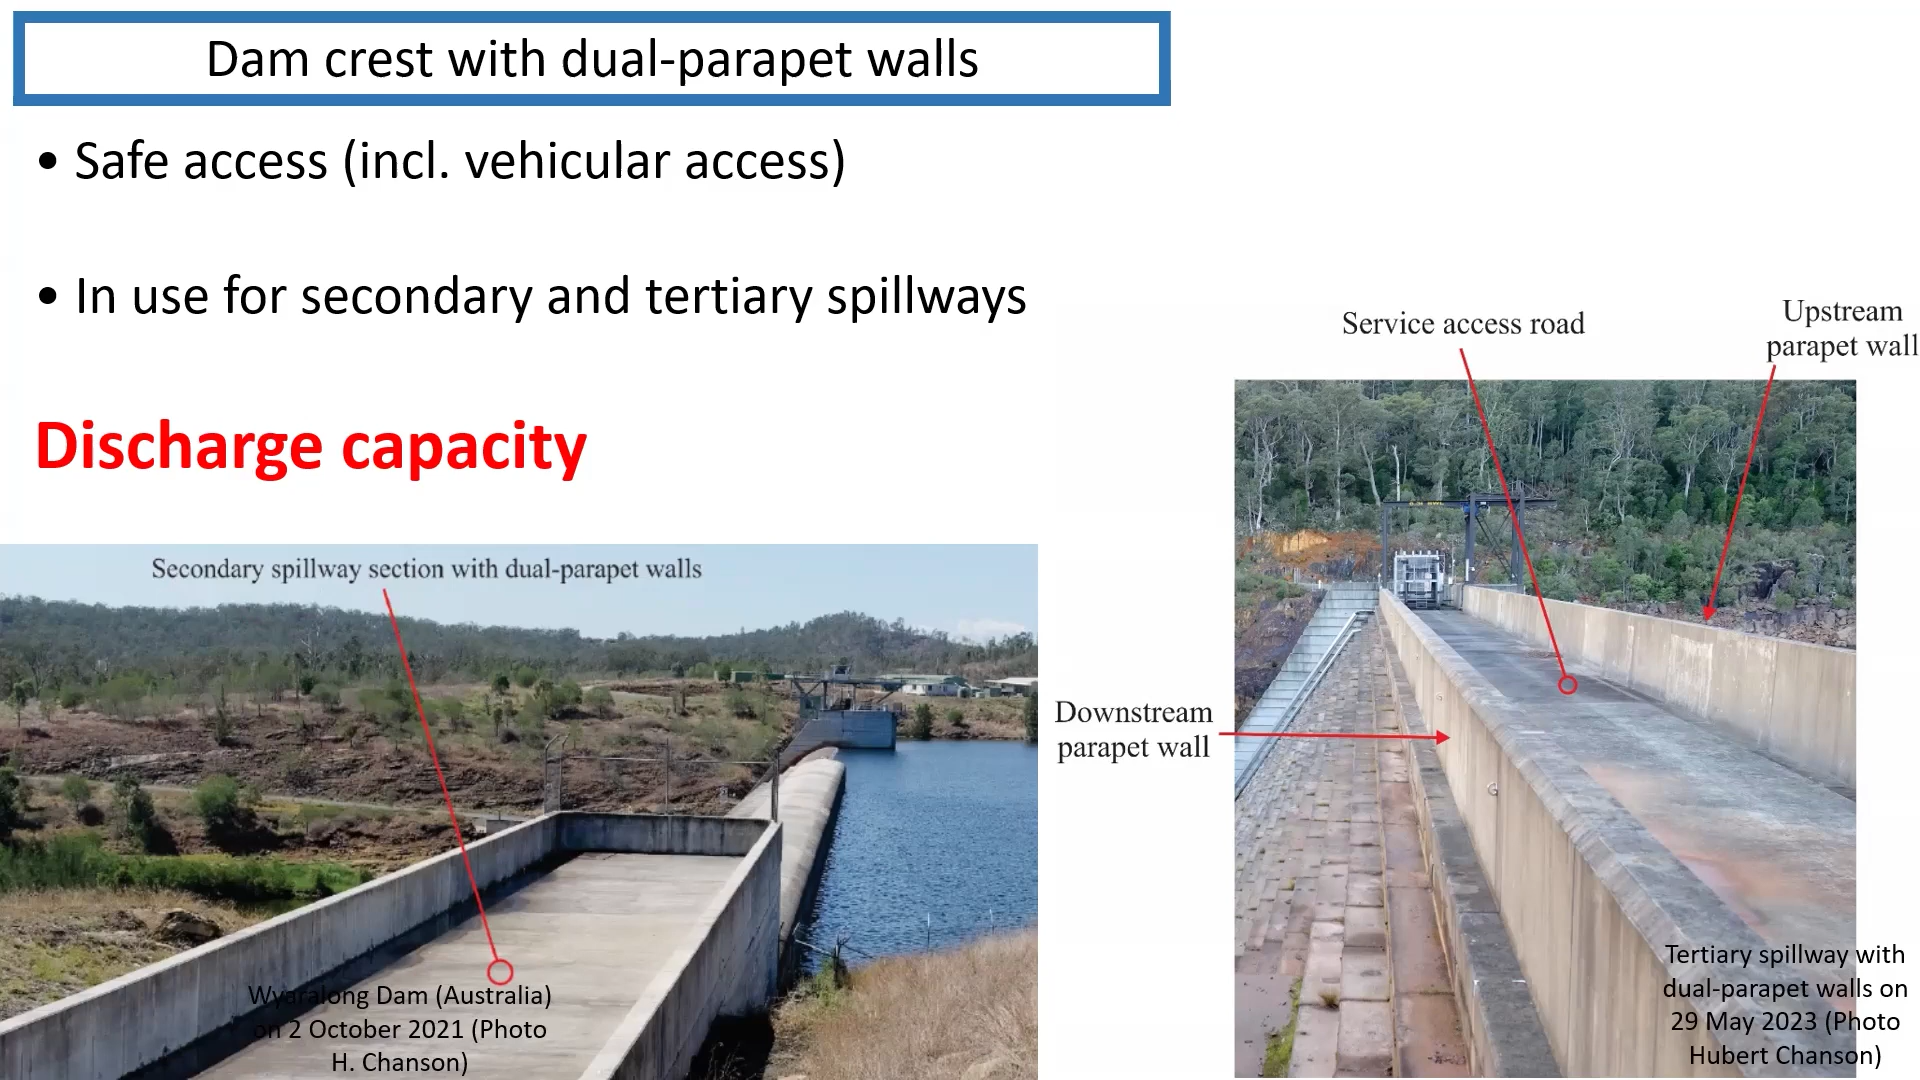 Dam crest with dual-parapet walls
• Safe access (incl. vehicular access)
• In use for secondary and tertiary spillways
Discharge capacity
Service access road
Upstream
parapet wall
Downstream
parapet wall
Tertiary spillway with
dual-parapet walls on
29 May 2023 (Photo
Hubert Chanson)
Secondary spillway section with dual-parapet walls
Wyaralong Dam (Australia)
on 2 October 2021 (Photo
H. Chanson)